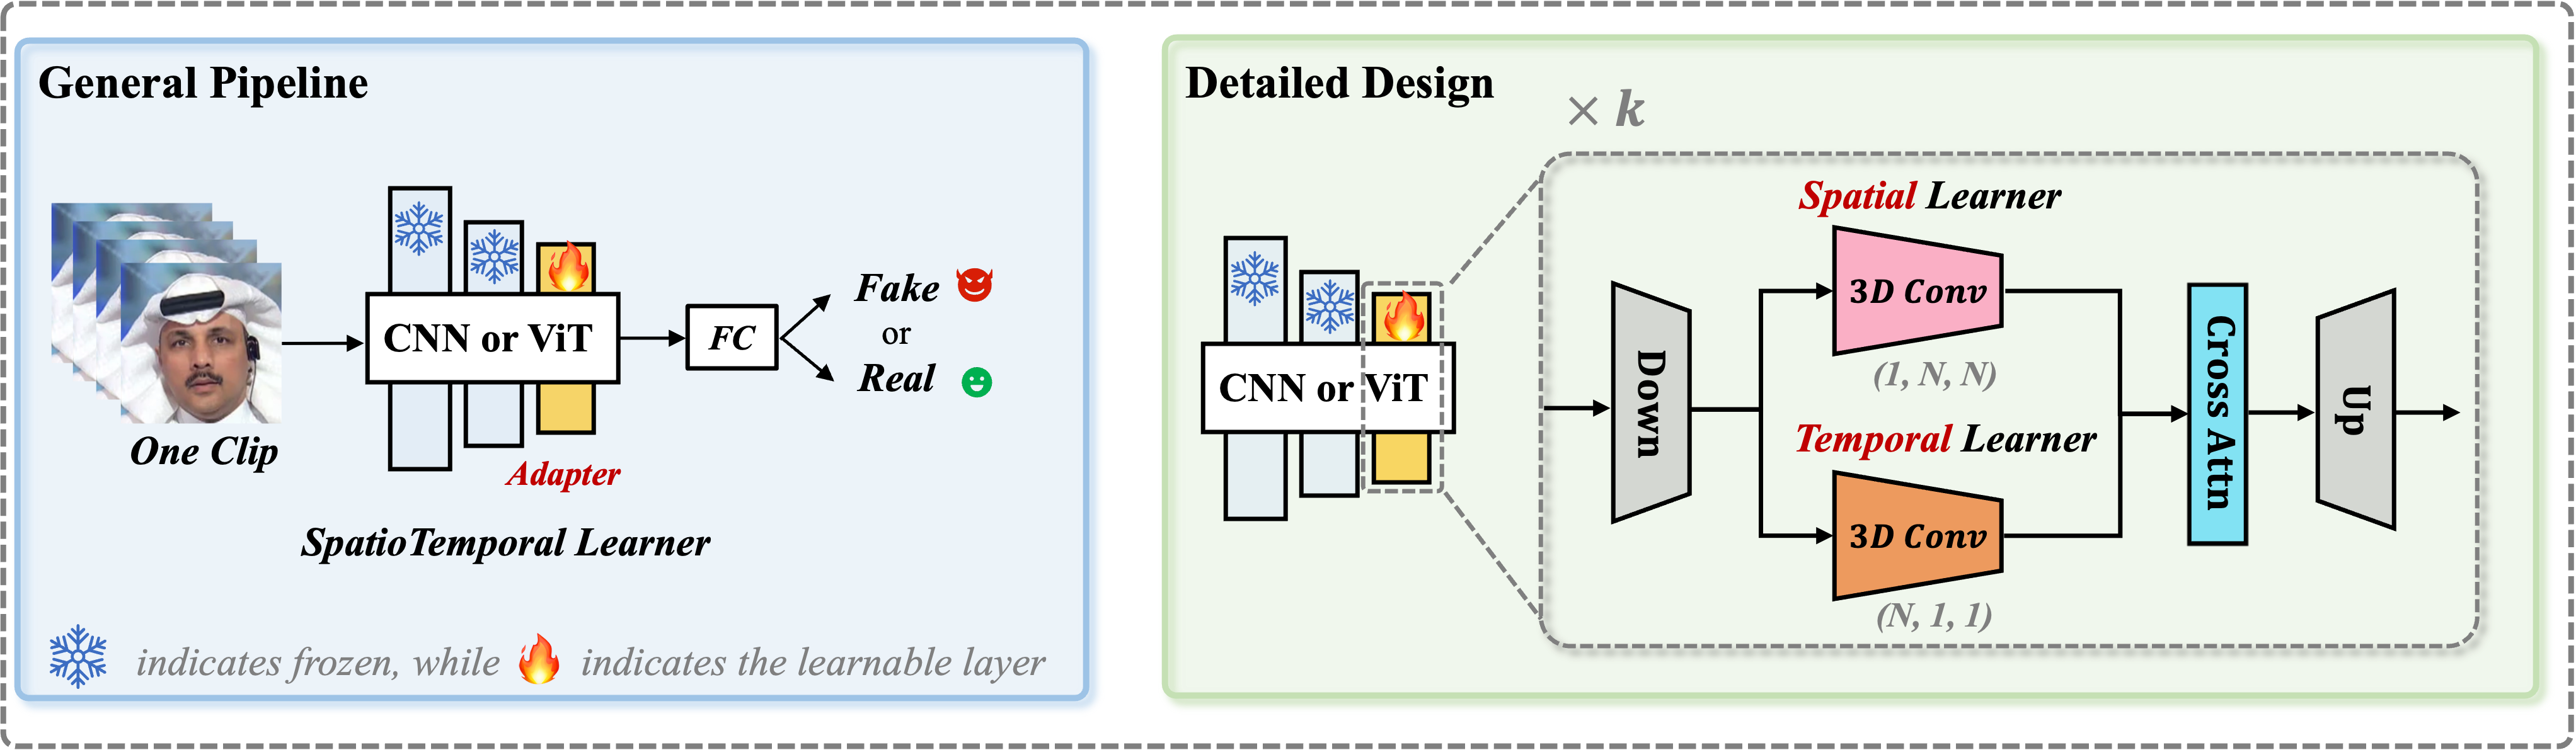 General Pipeline
One Clip
CNN or ViT
Adapter
SpatioTemporal Learner
FC
Fake
or
Real
indicates frozen, while
indicates the learnable layer
Detailed Design
× k
CNN or ViT
Down
Spatial Learner
3D Conv
(1, N, N)
Temporal Learner
3D Conv
(N, 1, 1)
Cross Attn
Up